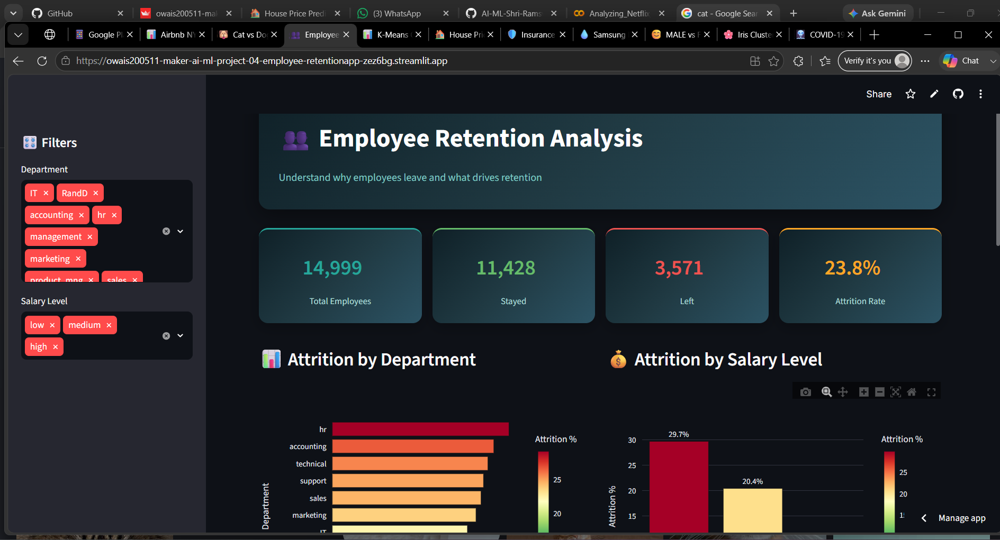 GitHub
owais200511-mak
House Price Predi
(3) WhatsApp
AI-ML-Shri-Rams
Analyzing_Netflix
cat - Google Sear
Ask Gemini
Google Pl
Airbnb NY
Cat vs Do
Employee
K-Means
House Pri
Insurance
Samsung
MALE vs F
Iris Cluste
COVID-19
https://owais200511-maker-ai-ml-project-04-employee-retentionapp-zez6bg.streamlit.app
Verify it's you
Chat
Share
Filters
Department
IT
RandD
accounting
hr
management
marketing
product_mng
sales
Salary Level
low
medium
high
Employee Retention Analysis
Understand why employees leave and what drives retention
14,999
Total Employees
11,428
Stayed
3,571
Left
23.8%
Attrition Rate
Attrition by Department
hr
accounting
technical
support
sales
marketing
IT
Department
Attrition %
25
20
Attrition by Salary Level
30
25
20
15
Attrition %
29.7%
20.4%
Attrition %
25
20
Manage app